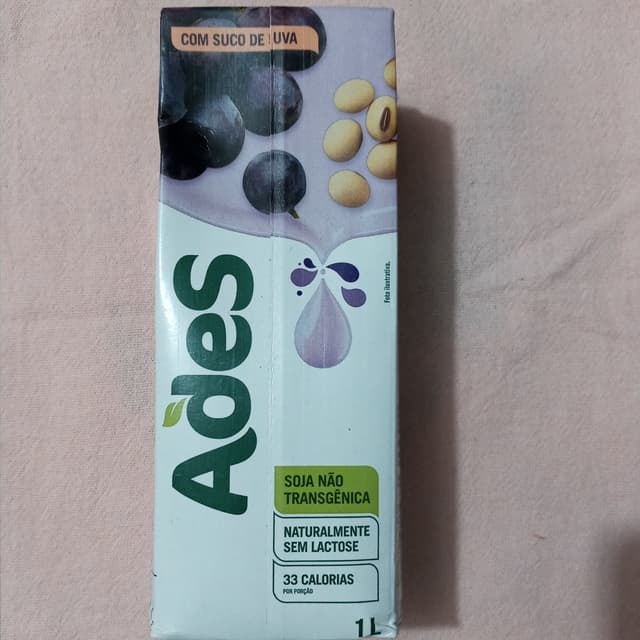 COM SUCO DE UVA
Foto ilustrativa.
Ades
SOJA NÃO
TRANSGÊNICA
NATURALMENTE
SEM LACTOSE
33 CALORIAS
POR PORÇÃO
1L